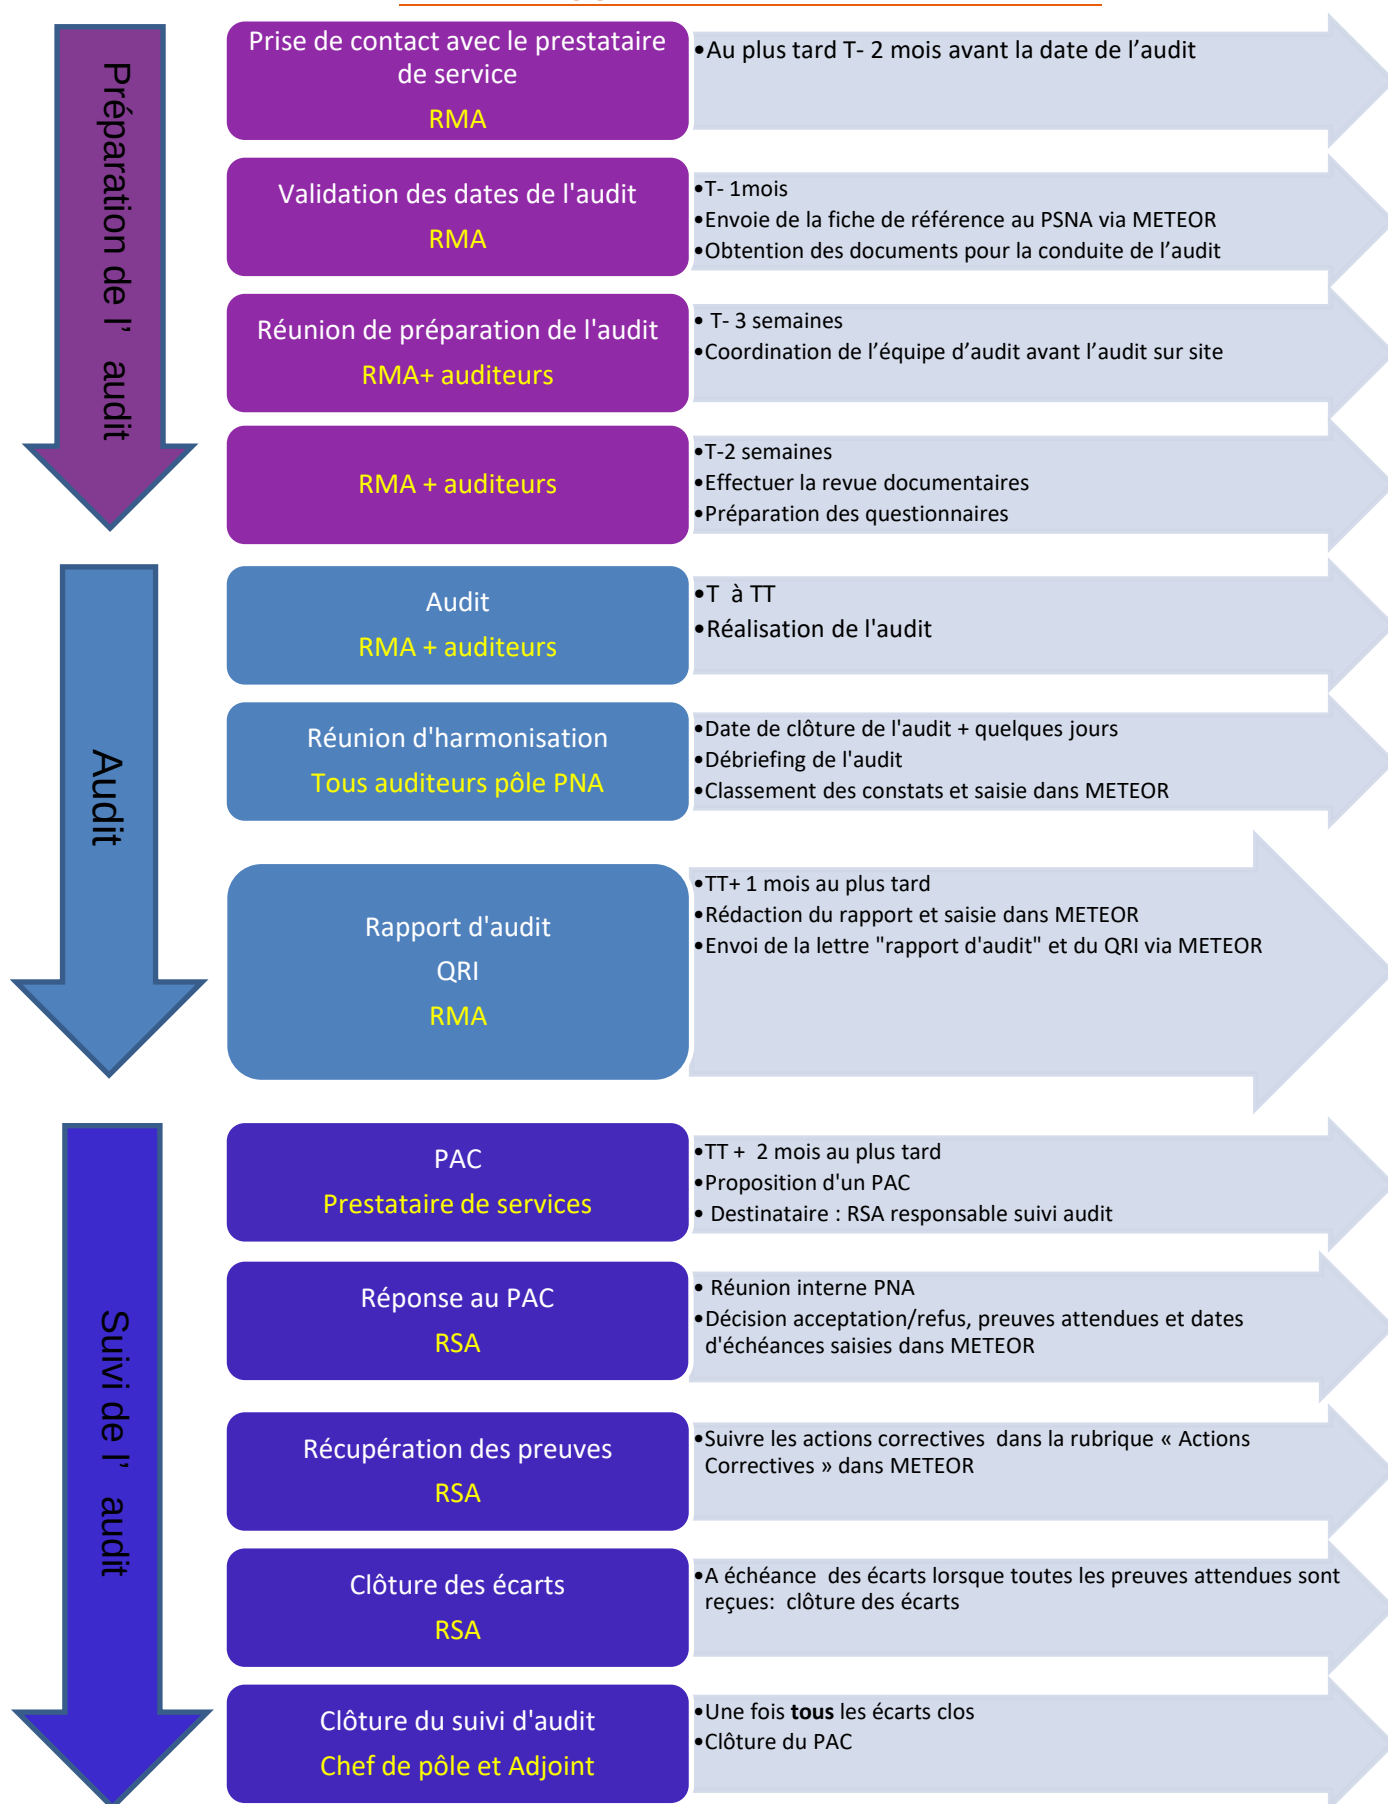 Préparation de l' audit
Prise de contact avec le prestataire
de service
RMA
•Au plus tard T- 2 mois avant la date de l'audit
Validation des dates de l'audit
RMA
•T- 1mois
•Envoie de la fiche de référence au PSNA via METEOR
•Obtention des documents pour la conduite de l'audit
Réunion de préparation de l'audit
RMA+ auditeurs
• T- 3 semaines
•Coordination de l'équipe d'audit avant l'audit sur site
RMA + auditeurs
•T-2 semaines
•Effectuer la revue documentaires
•Préparation des questionnaires
Audit
Audit
RMA + auditeurs
•T à TT
•Réalisation de l'audit
Réunion d'harmonisation
Tous auditeurs pôle PNA
•Date de clôture de l'audit + quelques jours
•Débriefing de l'audit
•Classement des constats et saisie dans METEOR
Rapport d'audit
QRI
RMA
•TT+ 1 mois au plus tard
•Rédaction du rapport et saisie dans METEOR
•Envoi de la lettre "rapport d'audit" et du QRI via METEOR
Suivi de l' audit
PAC
Prestataire de services
•TT + 2 mois au plus tard
•Proposition d'un PAC
• Destinataire : RSA responsable suivi audit
Réponse au PAC
RSA
• Réunion interne PNA
•Décision acceptation/refus, preuves attendues et dates
d'échéances saisies dans METEOR
Récupération des preuves
RSA
•Suivre les actions correctives dans la rubrique « Actions
Correctives » dans METEOR
Clôture des écarts
RSA
•A échéance des écarts lorsque toutes les preuves attendues sont
reçues: clôture des écarts
Clôture du suivi d'audit
Chef de pôle et Adjoint
•Une fois tous les écarts clos
•Clôture du PAC